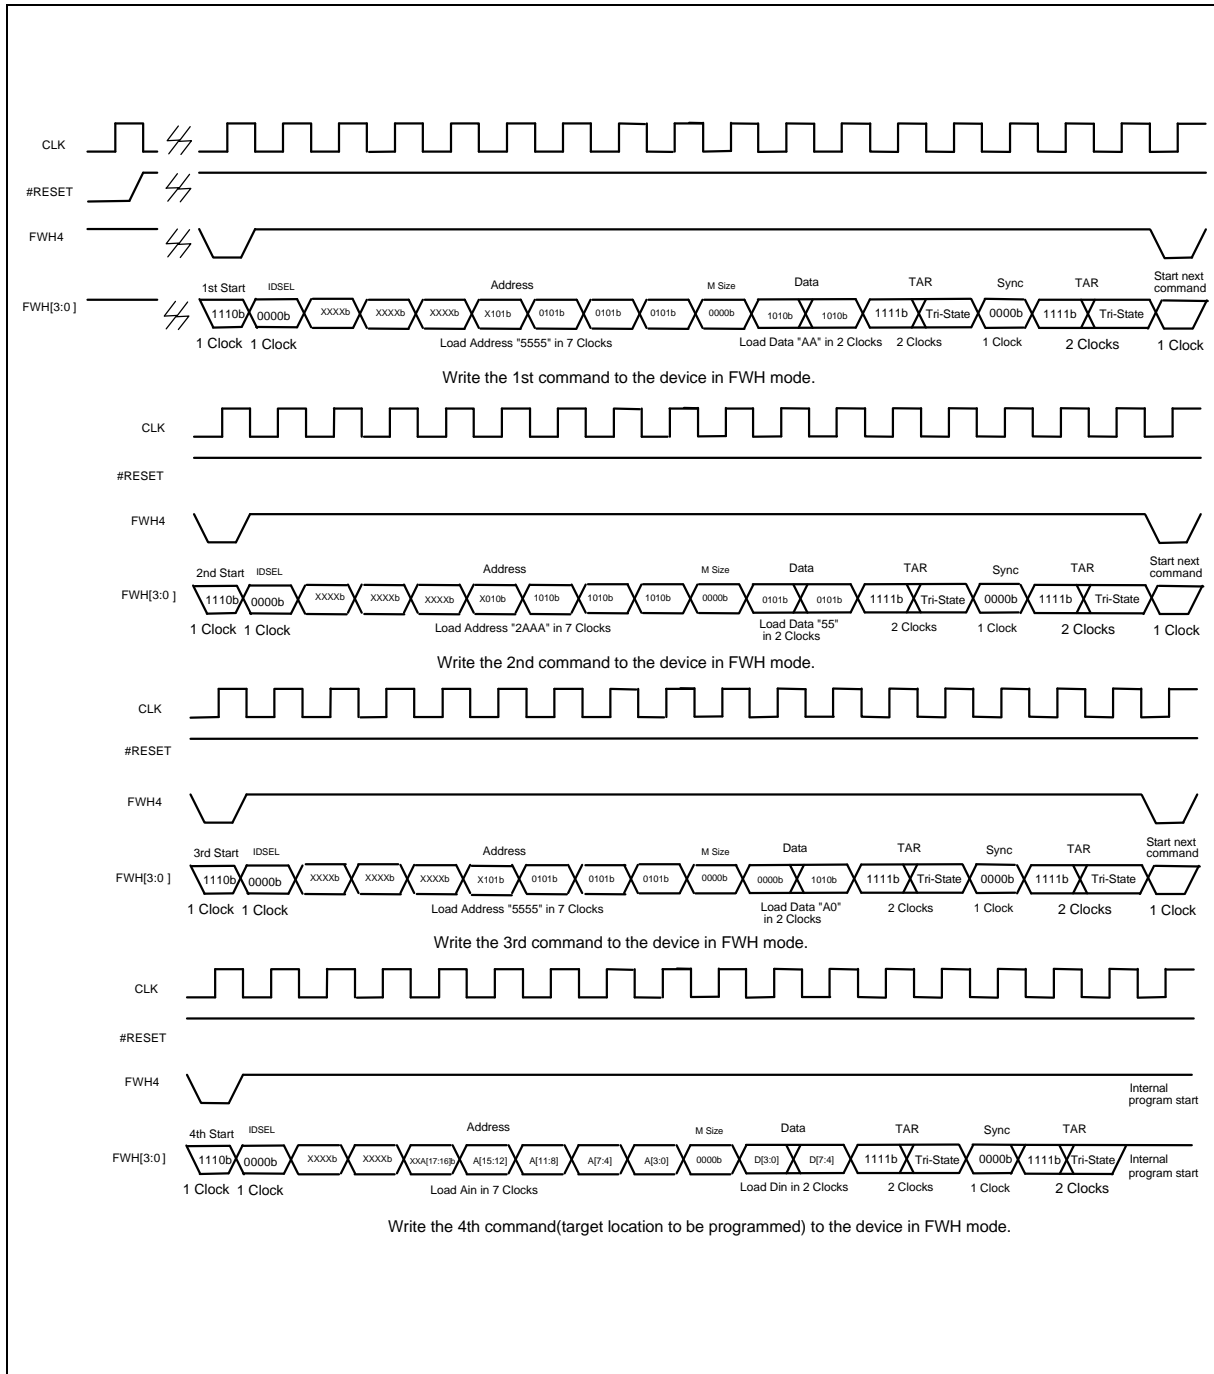 CLK
#RESET
FWH4
1st Start IDSEL Address M Size Data TAR Sync TAR Start next command
FWH[3:0 ] 1110b 0000b XXXXb XXXXb XXXXb X101b 0101b 0101b 0101b 0000b 1010b 1010b 1111b Tri-State 0000b 1111b Tri-State
1 Clock 1 Clock Load Address "5555" in 7 Clocks Load Data "AA" in 2 Clocks 2 Clocks 1 Clock 2 Clocks 1 Clock
Write the 1st command to the device in FWH mode.
CLK
#RESET
FWH4
2nd Start IDSEL Address M Size Data TAR Sync TAR Start next command
FWH[3:0 ] 1110b 0000b XXXXb XXXXb XXXXb X010b 1010b 1010b 1010b 0000b 0101b 0101b 1111b Tri-State 0000b 1111b Tri-State
1 Clock 1 Clock Load Address "2AAA" in 7 Clocks Load Data "55" in 2 Clocks 2 Clocks 1 Clock 2 Clocks 1 Clock
Write the 2nd command to the device in FWH mode.
CLK
#RESET
FWH4
3rd Start IDSEL Address M Size Data TAR Sync TAR Start next command
FWH[3:0 ] 1110b 0000b XXXXb XXXXb XXXXb X101b 0101b 0101b 0101b 0000b 0000b 1010b 1111b Tri-State 0000b 1111b Tri-State
1 Clock 1 Clock Load Address "5555" in 7 Clocks Load Data "A0" in 2 Clocks 2 Clocks 1 Clock 2 Clocks 1 Clock
Write the 3rd command to the device in FWH mode.
CLK
#RESET
FWH4 Internal program start
4th Start IDSEL Address M Size Data TAR Sync TAR
FWH[3:0 ] 1110b 0000b XXXXb XXXXb XXA[17:16]b A[15:12] A[11:8] A[7:4] A[3:0] 0000b D[3:0] D[7:4] 1111b Tri-State 0000b 1111b Tri-State Internal program start
1 Clock 1 Clock Load Ain in 7 Clocks Load Din in 2 Clocks 2 Clocks 1 Clock 2 Clocks
Write the 4th command(target location to be programmed) to the device in FWH mode.